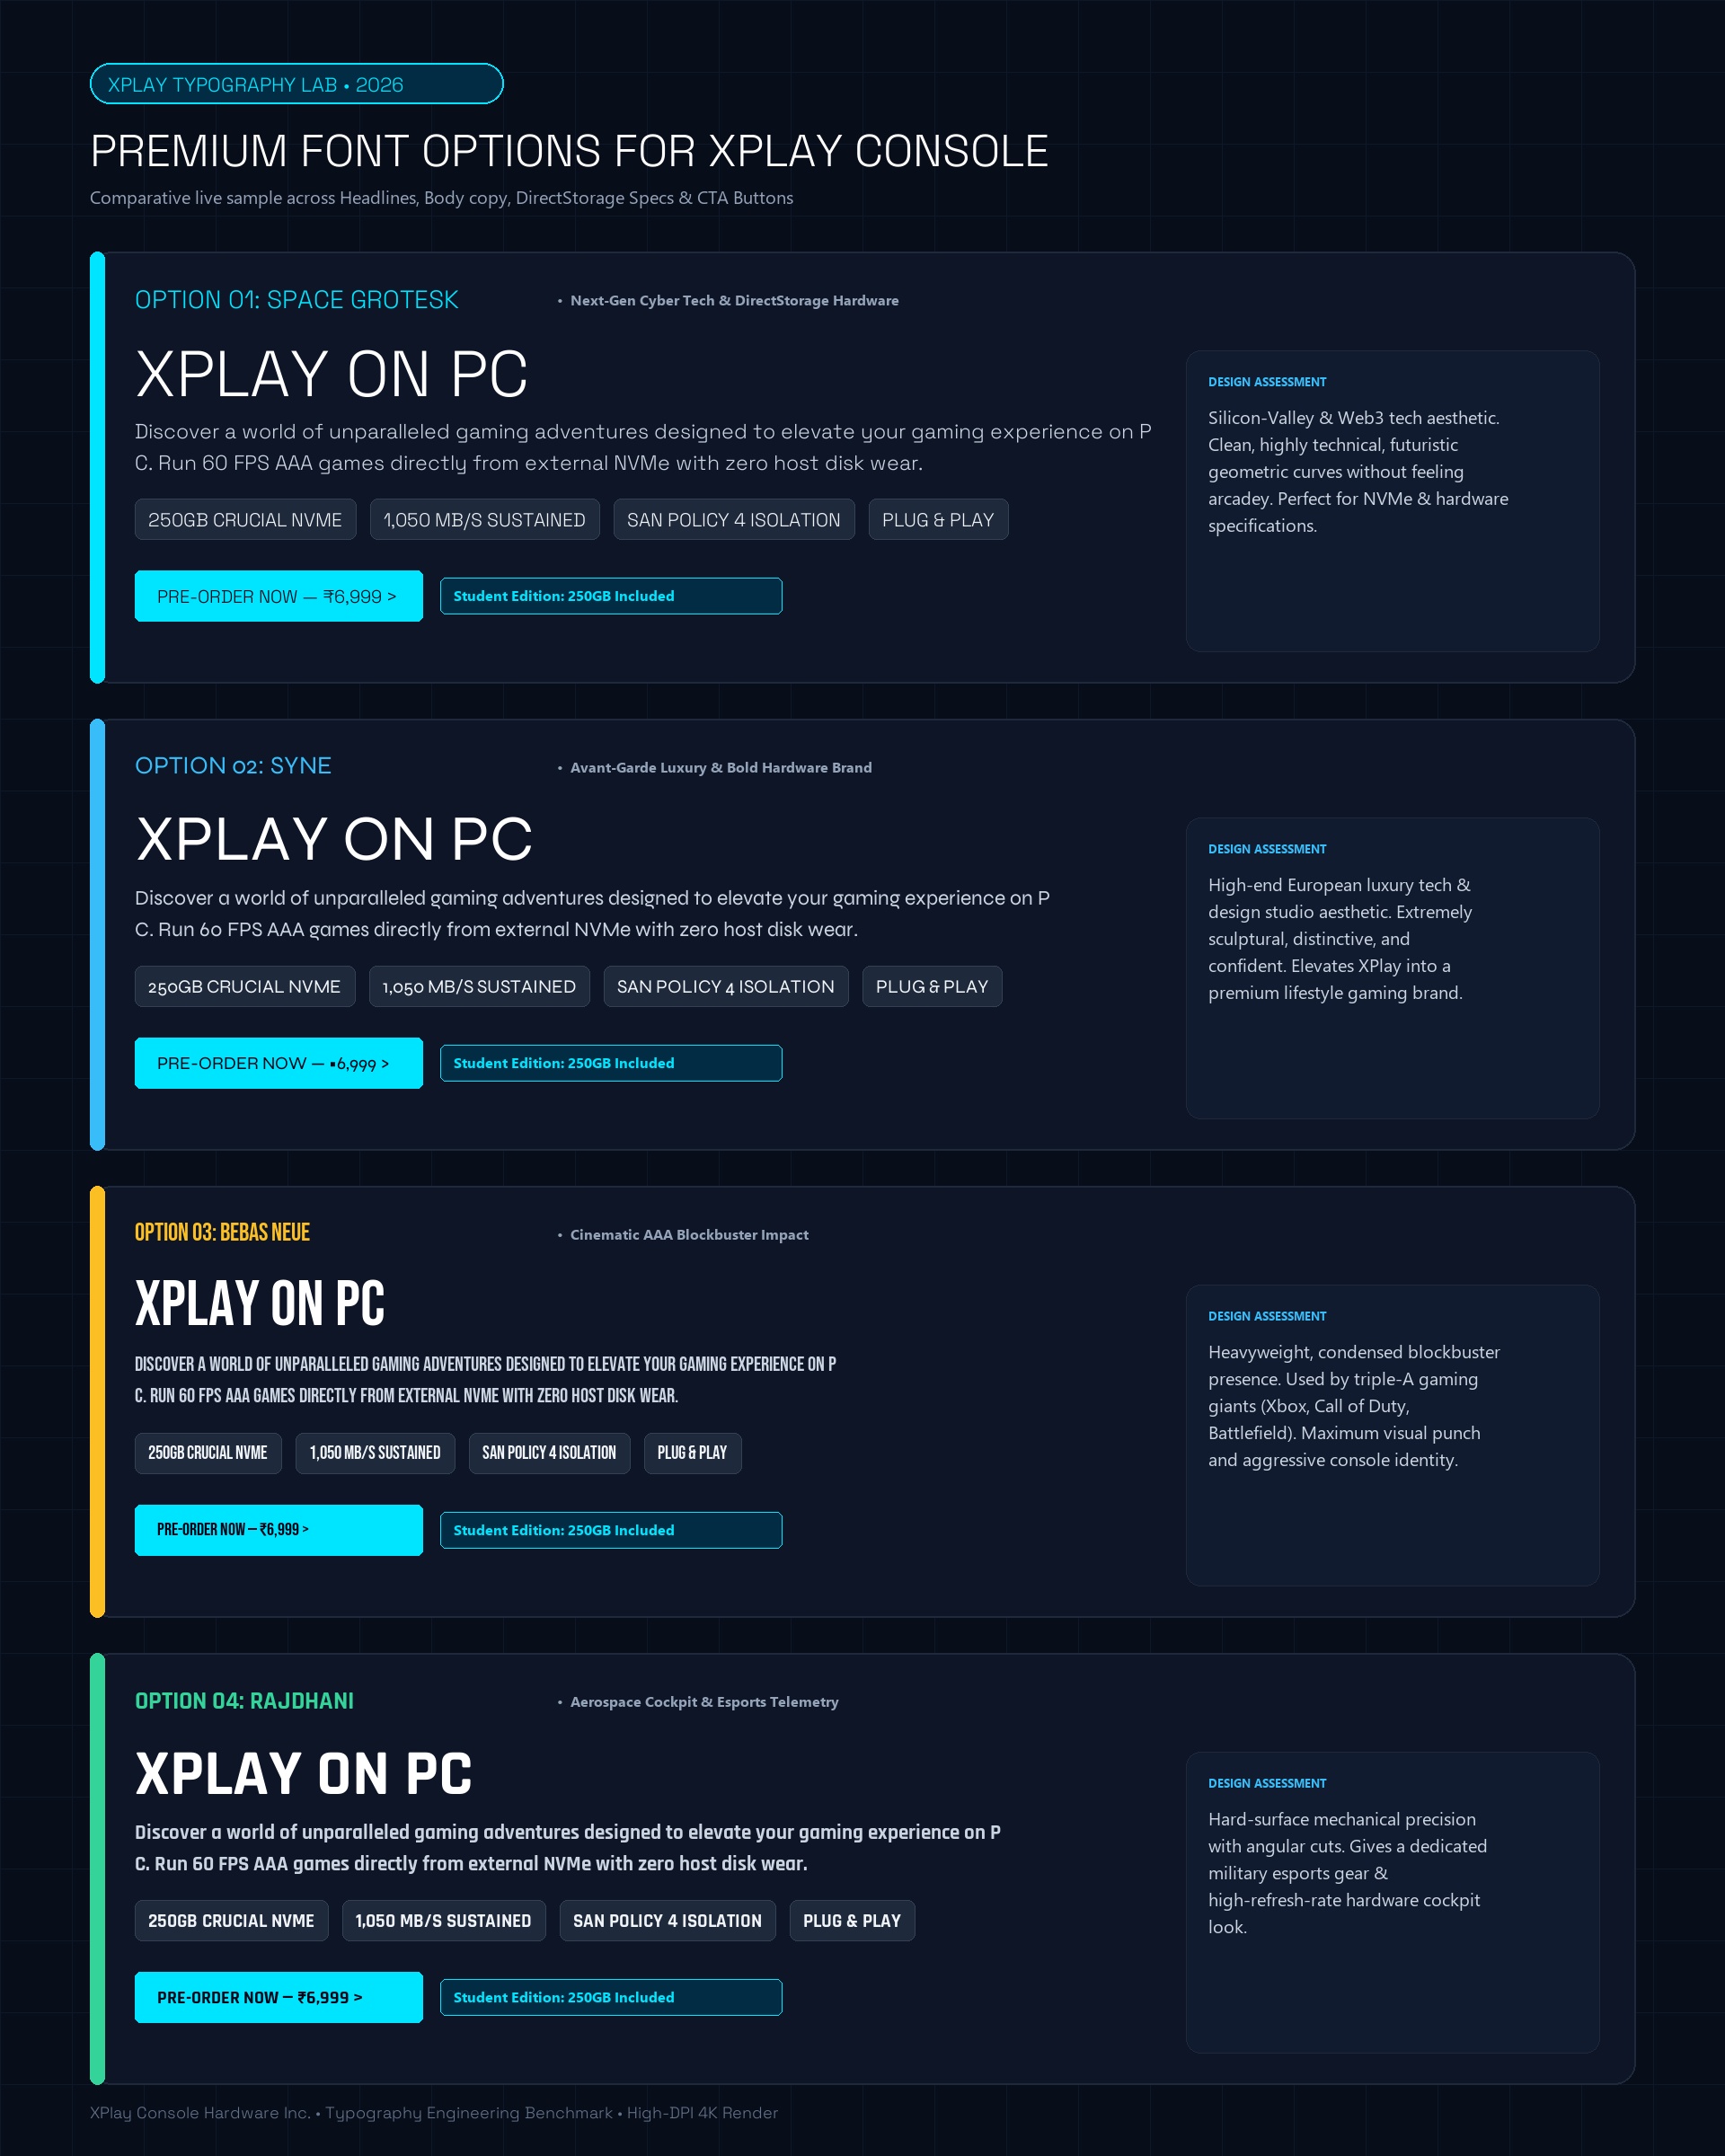 XPLAY TYPOGRAPHY LAB • 2026
PREMIUM FONT OPTIONS FOR XPLAY CONSOLE
Comparative live sample across Headlines, Body copy, DirectStorage Specs & CTA Buttons
OPTION 01: SPACE GROTESK
• Next-Gen Cyber Tech & DirectStorage Hardware
XPLAY ON PC
Discover a world of unparalleled gaming adventures designed to elevate your gaming experience on P
C. Run 60 FPS AAA games directly from external NVMe with zero host disk wear.
250GB CRUCIAL NVME
1,050 MB/S SUSTAINED
SAN POLICY 4 ISOLATION
PLUG & PLAY
PRE-ORDER NOW — ₹6,999 >
Student Edition: 250GB Included
DESIGN ASSESSMENT
Silicon-Valley & Web3 tech aesthetic.
Clean, highly technical, futuristic
geometric curves without feeling
arcadey. Perfect for NVMe & hardware
specifications.
OPTION 02: SYNE
• Avant-Garde Luxury & Bold Hardware Brand
XPLAY ON PC
Discover a world of unparalleled gaming adventures designed to elevate your gaming experience on P
C. Run 60 FPS AAA games directly from external NVMe with zero host disk wear.
250GB CRUCIAL NVME
1,050 MB/S SUSTAINED
SAN POLICY 4 ISOLATION
PLUG & PLAY
PRE-ORDER NOW — ▪6,999 >
Student Edition: 250GB Included
DESIGN ASSESSMENT
High-end European luxury tech &
design studio aesthetic. Extremely
sculptural, distinctive, and
confident. Elevates XPlay into a
premium lifestyle gaming brand.
OPTION 03: BEBAS NEUE
• Cinematic AAA Blockbuster Impact
XPLAY ON PC
DISCOVER A WORLD OF UNPARALLELED GAMING ADVENTURES DESIGNED TO ELEVATE YOUR GAMING EXPERIENCE ON P
C. RUN 60 FPS AAA GAMES DIRECTLY FROM EXTERNAL NVME WITH ZERO HOST DISK WEAR.
250GB CRUCIAL NVME
1,050 MB/S SUSTAINED
SAN POLICY 4 ISOLATION
PLUG & PLAY
PRE-ORDER NOW — ₹6,999 >
Student Edition: 250GB Included
DESIGN ASSESSMENT
Heavyweight, condensed blockbuster
presence. Used by triple-A gaming
giants (Xbox, Call of Duty,
Battlefield). Maximum visual punch
and aggressive console identity.
OPTION 04: RAJDHANI
• Aerospace Cockpit & Esports Telemetry
XPLAY ON PC
Discover a world of unparalleled gaming adventures designed to elevate your gaming experience on P
C. Run 60 FPS AAA games directly from external NVMe with zero host disk wear.
250GB CRUCIAL NVME
1,050 MB/S SUSTAINED
SAN POLICY 4 ISOLATION
PLUG & PLAY
PRE-ORDER NOW — ₹6,999 >
Student Edition: 250GB Included
DESIGN ASSESSMENT
Hard-surface mechanical precision
with angular cuts. Gives a dedicated
military esports gear &
high-refresh-rate hardware cockpit
look.
XPlay Console Hardware Inc. • Typography Engineering Benchmark • High-DPI 4K Render